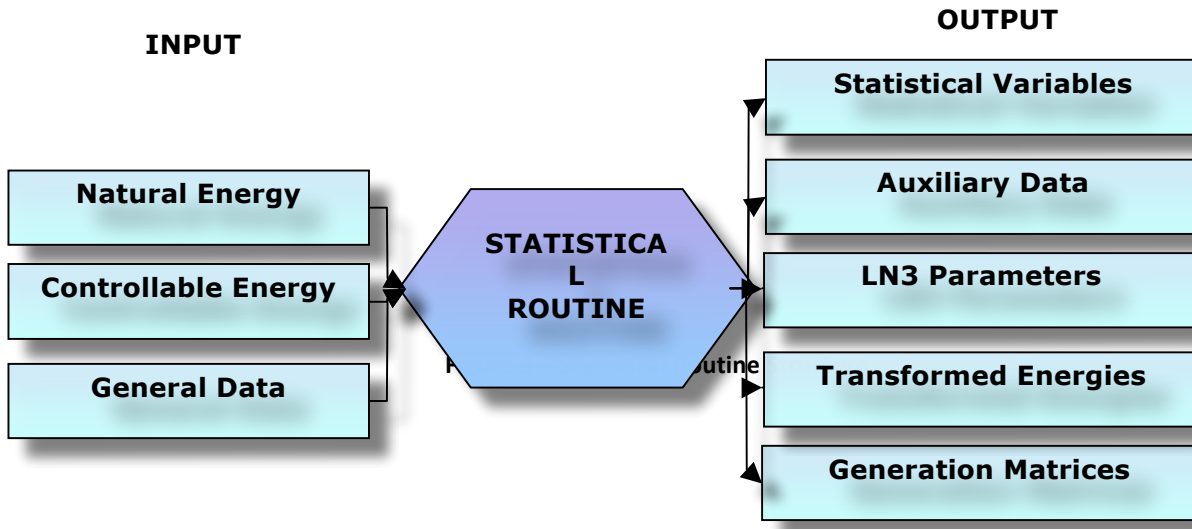 INPUT
OUTPUT
Natural Energy
Controllable Energy
General Data
STATISTICA
L
ROUTINE
Statistical Variables
Auxiliary Data
LN3 Parameters
Transformed Energies
Generation Matrices